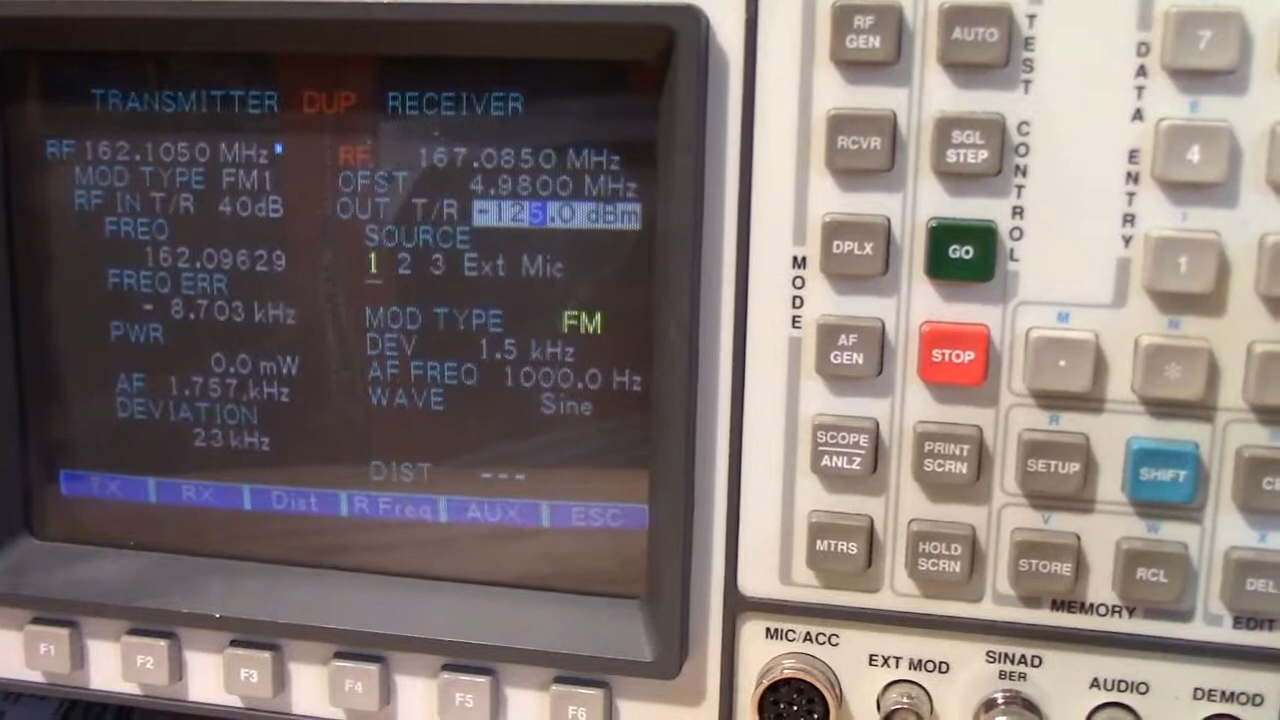 TRANSMITTER DUP RECEIVER
RF 162.1050 MHz
MOD TYPE FM1
RF IN T/R 40dB
FREQ
162.09629
FREQ ERR
- 8.703 kHz
PWR
0.0 mW
AF 1.757 kHz
DEVIATION
23 kHz
RF 167.0850 MHz
OFST 4.9800 MHz
OUT T/R -125.0 dBm
SOURCE
1 2 3 Ext Mic
MOD TYPE FM
DEV 1.5 kHz
AF FREQ 1000.0 Hz
WAVE Sine
DIST ---
TX RX Dist R Freq AUX ESC
F1 F2 F3 F4 F5 F6
MODE
RF GEN
RCVR
DPLX
AF GEN
SCOPE
ANLZ
MTRS
TEST CONTROL
AUTO
SGL STEP
GO
STOP
PRINT SCRN
HOLD SCRN
DATA ENTRY
7
E
4
I
1
M
.
N
*
R
SETUP
SHIFT
V
STORE
W
RCL
X
DEL
MEMORY
EDIT
MIC/ACC
EXT MOD
SINAD
BER
AUDIO
DEMOD